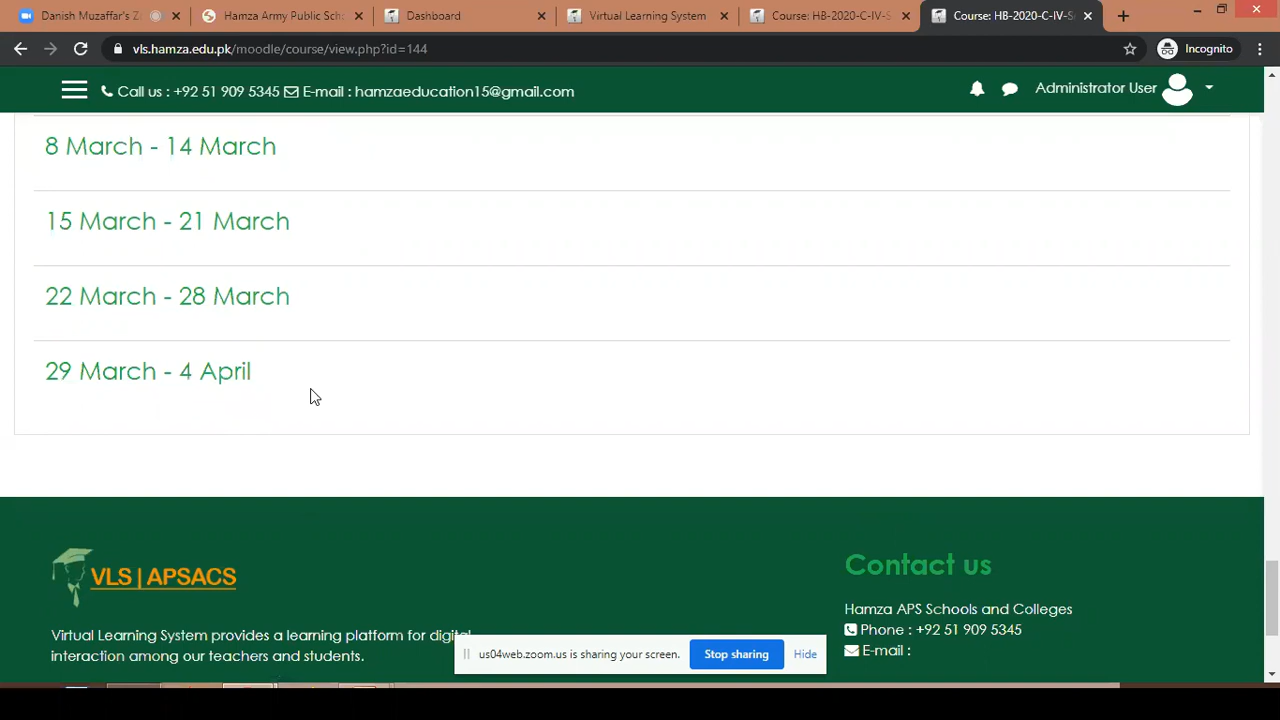 Danish Muzaffar's Z
Hamza Army Public Sch
Dashboard
Virtual Learning System
Course: HB-2020-C-IV-S
Course: HB-2020-C-IV-S
vls.hamza.edu.pk/moodle/course/view.php?id=144
Incognito
Call us : +92 51 909 5345 E-mail : hamzaeducation15@gmail.com
Administrator User
8 March - 14 March
15 March - 21 March
22 March - 28 March
29 March - 4 April
VLS | APSACS
Virtual Learning System provides a learning platform for digital
interaction among our teachers and students.
Contact us
Hamza APS Schools and Colleges
Phone : +92 51 909 5345
E-mail :
us04web.zoom.us is sharing your screen.
Stop sharing
Hide